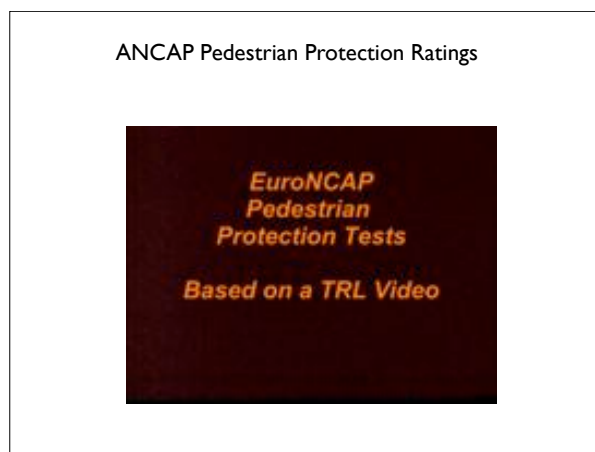 ANCAP Pedestrian Protection Ratings
EuroNCAP
Pedestrian
Protection Tests
Based on a TRL Video